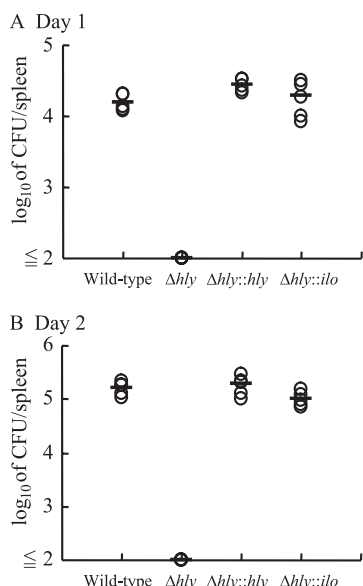 A Day 1
log₁₀ of CFU/spleen
5
4
3
≦2
Wild-type Δhly Δhly::hly Δhly::ilo
B Day 2
log₁₀ of CFU/spleen
6
5
4
3
≦2
Wild-type Δhly Δhly::hly Δhly::ilo